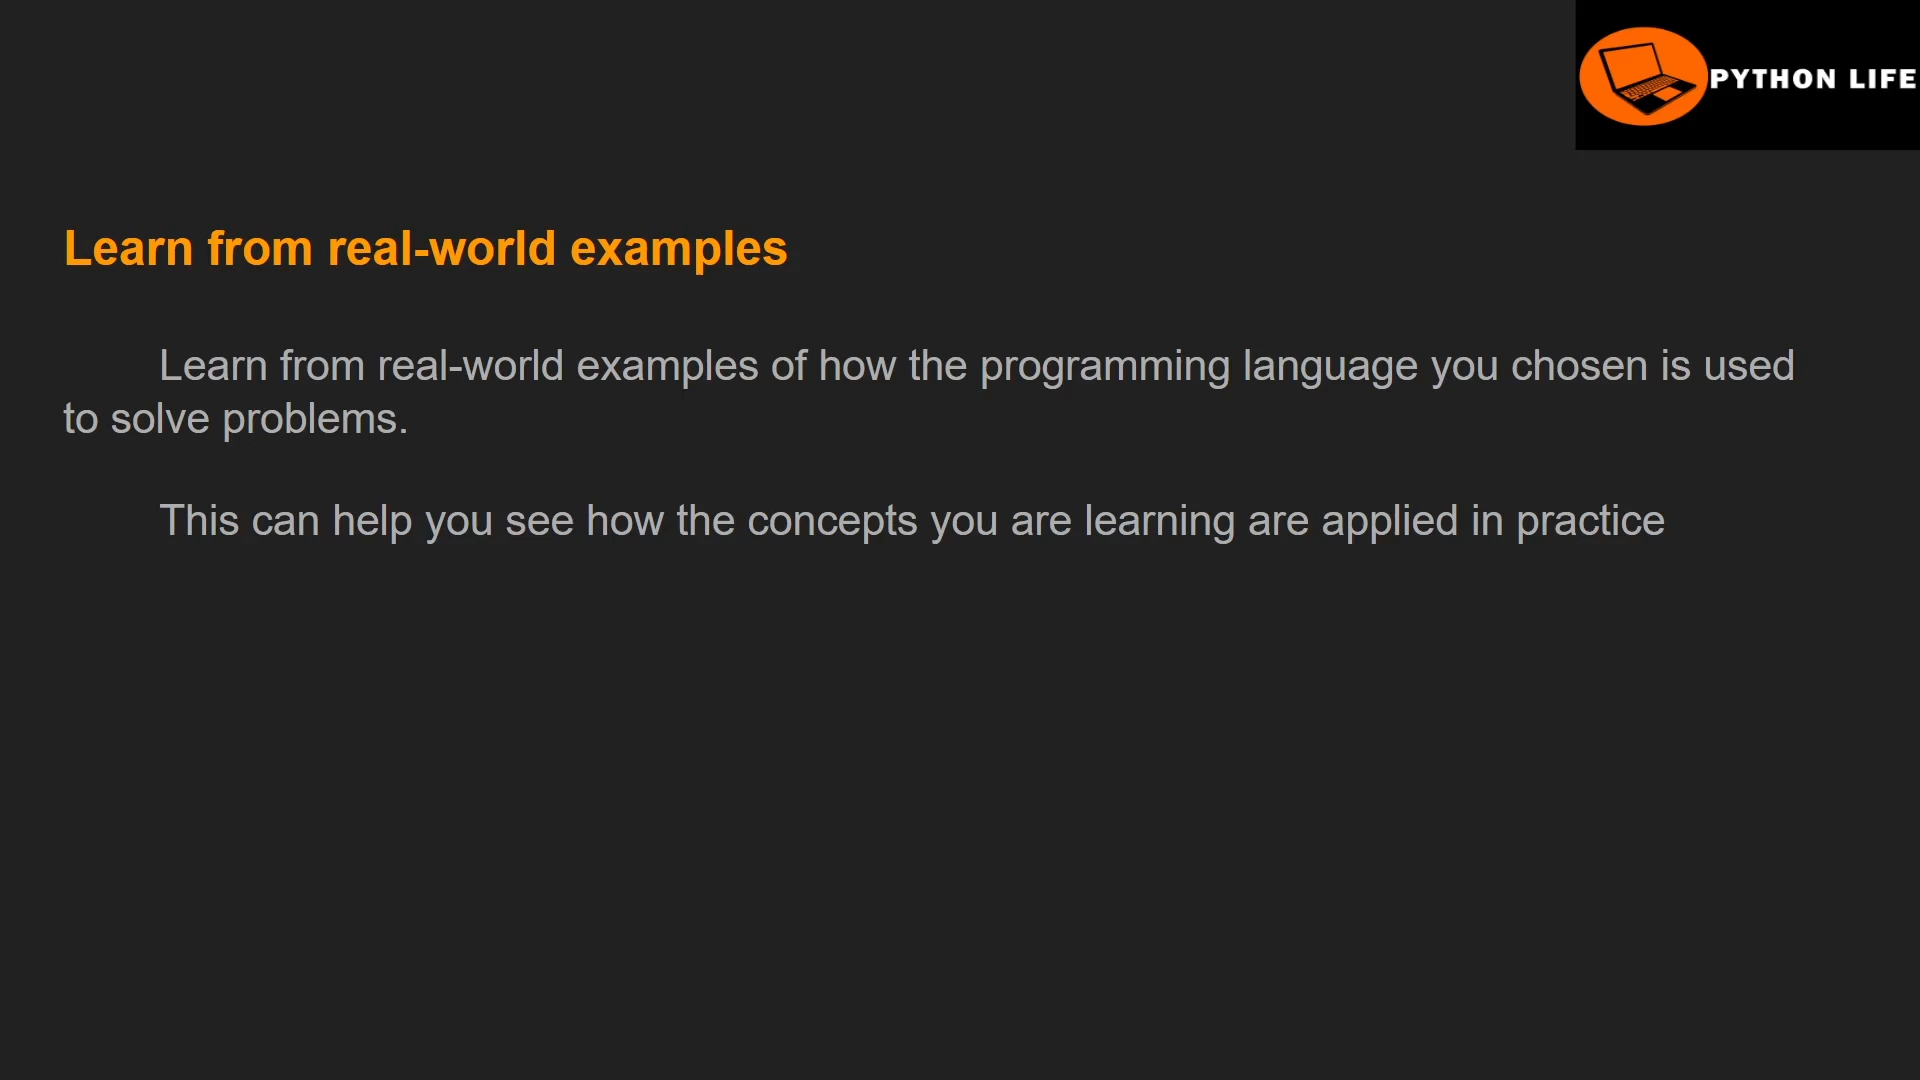 PYTHON LIFE
Learn from real-world examples
Learn from real-world examples of how the programming language you chosen is used
to solve problems.
This can help you see how the concepts you are learning are applied in practice